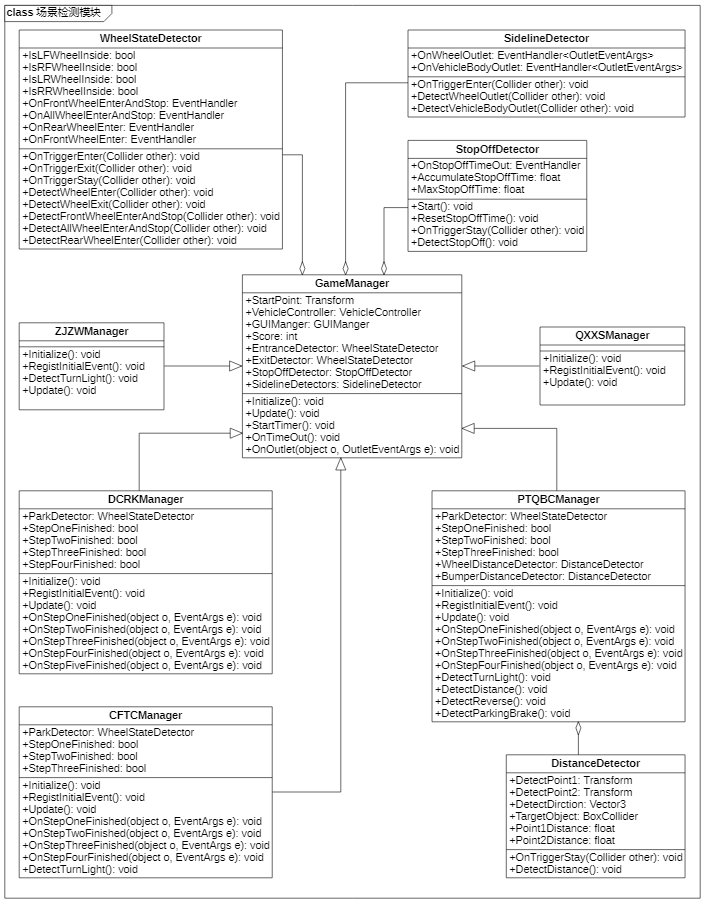 class 场景检测模块
WheelStateDetector
+IsLFWheelInside: bool
+IsRFWheelInside: bool
+IsLRWheelInside: bool
+IsRRWheelInside: bool
+OnFrontWheelEnterAndStop: EventHandler
+OnAllWheelEnterAndStop: EventHandler
+OnRearWheelEnter: EventHandler
+OnFrontWheelEnter: EventHandler
+OnTriggerEnter(Collider other): void
+OnTriggerExit(Collider other): void
+OnTriggerStay(Collider other): void
+DetectWheelEnter(Collider other): void
+DetectWheelExit(Collider other): void
+DetectFrontWheelEnterAndStop(Collider other): void
+DetectAllWheelEnterAndStop(Collider other): void
+DetectRearWheelEnter(Collider other): void
SidelineDetector
+OnWheelOutlet: EventHandler<OutletEventArgs>
+OnVehicleBodyOutlet: EventHandler<OutletEventArgs>
+OnTriggerEnter(Collider other): void
+DetectWheelOutlet(Collider other): void
+DetectVehicleBodyOutlet(Collider other): void
StopOffDetector
+OnStopOffTimeOut: EventHandler
+AccumulateStopOffTime: float
+MaxStopOffTime: float
+Start(): void
+ResetStopOffTime(): void
+OnTriggerStay(Collider other): void
+DetectStopOff(): void
GameManager
+StartPoint: Transform
+VehicleController: VehicleController
+GUIManger: GUIManger
+Score: int
+EntranceDetector: WheelStateDetector
+ExitDetector: WheelStateDetector
+StopOffDetector: StopOffDetector
+SidelineDetectors: SidelineDetector
+Initialize(): void
+Update(): void
+StartTimer(): void
+OnTimeOut(): void
+OnOutlet(object o, OutletEventArgs e): void
ZJZWManager
+Initialize(): void
+RegistInitialEvent(): void
+DetectTurnLight(): void
+Update(): void
QXXSManager
+Initialize(): void
+RegistInitialEvent(): void
+Update(): void
DCRKManager
+ParkDetector: WheelStateDetector
+StepOneFinished: bool
+StepTwoFinished: bool
+StepThreeFinished: bool
+StepFourFinished: bool
+Initialize(): void
+RegistInitialEvent(): void
+Update(): void
+OnStepOneFinished(object o, EventArgs e): void
+OnStepTwoFinished(object o, EventArgs e): void
+OnStepThreeFinished(object o, EventArgs e): void
+OnStepFourFinished(object o, EventArgs e): void
+OnStepFiveFinished(object o, EventArgs e): void
PTQBCManager
+ParkDetector: WheelStateDetector
+StepOneFinished: bool
+StepTwoFinished: bool
+StepThreeFinished: bool
+WheelDistanceDetector: DistanceDetector
+BumperDistanceDetector: DistanceDetector
+Initialize(): void
+RegistInitialEvent(): void
+Update(): void
+OnStepOneFinished(object o, EventArgs e): void
+OnStepTwoFinished(object o, EventArgs e): void
+OnStepThreeFinished(object o, EventArgs e): void
+OnStepFourFinished(object o, EventArgs e): void
+DetectTurnLight(): void
+DetectDistance(): void
+DetectReverse(): void
+DetectParkingBrake(): void
CFTCManager
+ParkDetector: WheelStateDetector
+StepOneFinished: bool
+StepTwoFinished: bool
+StepThreeFinished: bool
+Initialize(): void
+RegistInitialEvent(): void
+Update(): void
+OnStepOneFinished(object o, EventArgs e): void
+OnStepTwoFinished(object o, EventArgs e): void
+OnStepThreeFinished(object o, EventArgs e): void
+OnStepFourFinished(object o, EventArgs e): void
+DetectTurnLight(): void
DistanceDetector
+DetectPoint1: Transform
+DetectPoint2: Transform
+DetectDirction: Vector3
+TargetObject: BoxCollider
+Point1Distance: float
+Point2Distance: float
+OnTriggerStay(Collider other): void
+DetectDistance(): void